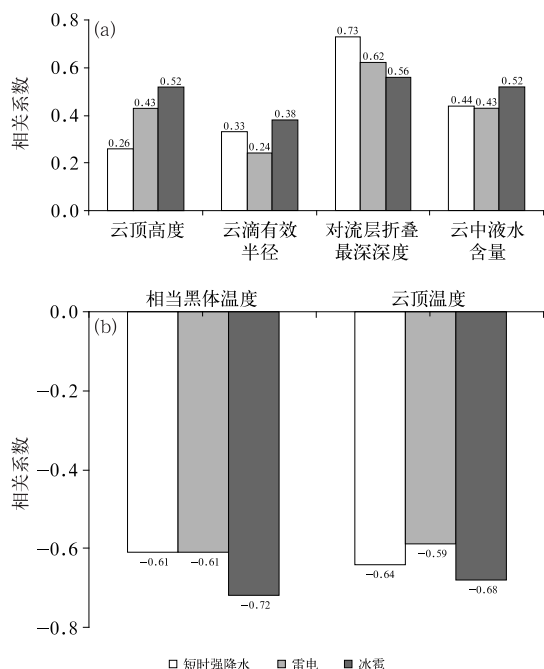 (a)
0.8
0.6
0.4
0.2
0.0
相关系数
0.26
0.43
0.52
0.33
0.24
0.38
0.73
0.62
0.56
0.44
0.43
0.52
云顶高度
云滴有效
半径
对流层折叠
最深深度
云中液水
含量
相当黑体温度
云顶温度
(b)
0.0
−0.2
−0.4
−0.6
−0.8
相关系数
−0.61
−0.61
−0.72
−0.64
−0.59
−0.68
短时强降水 雷电 冰雹